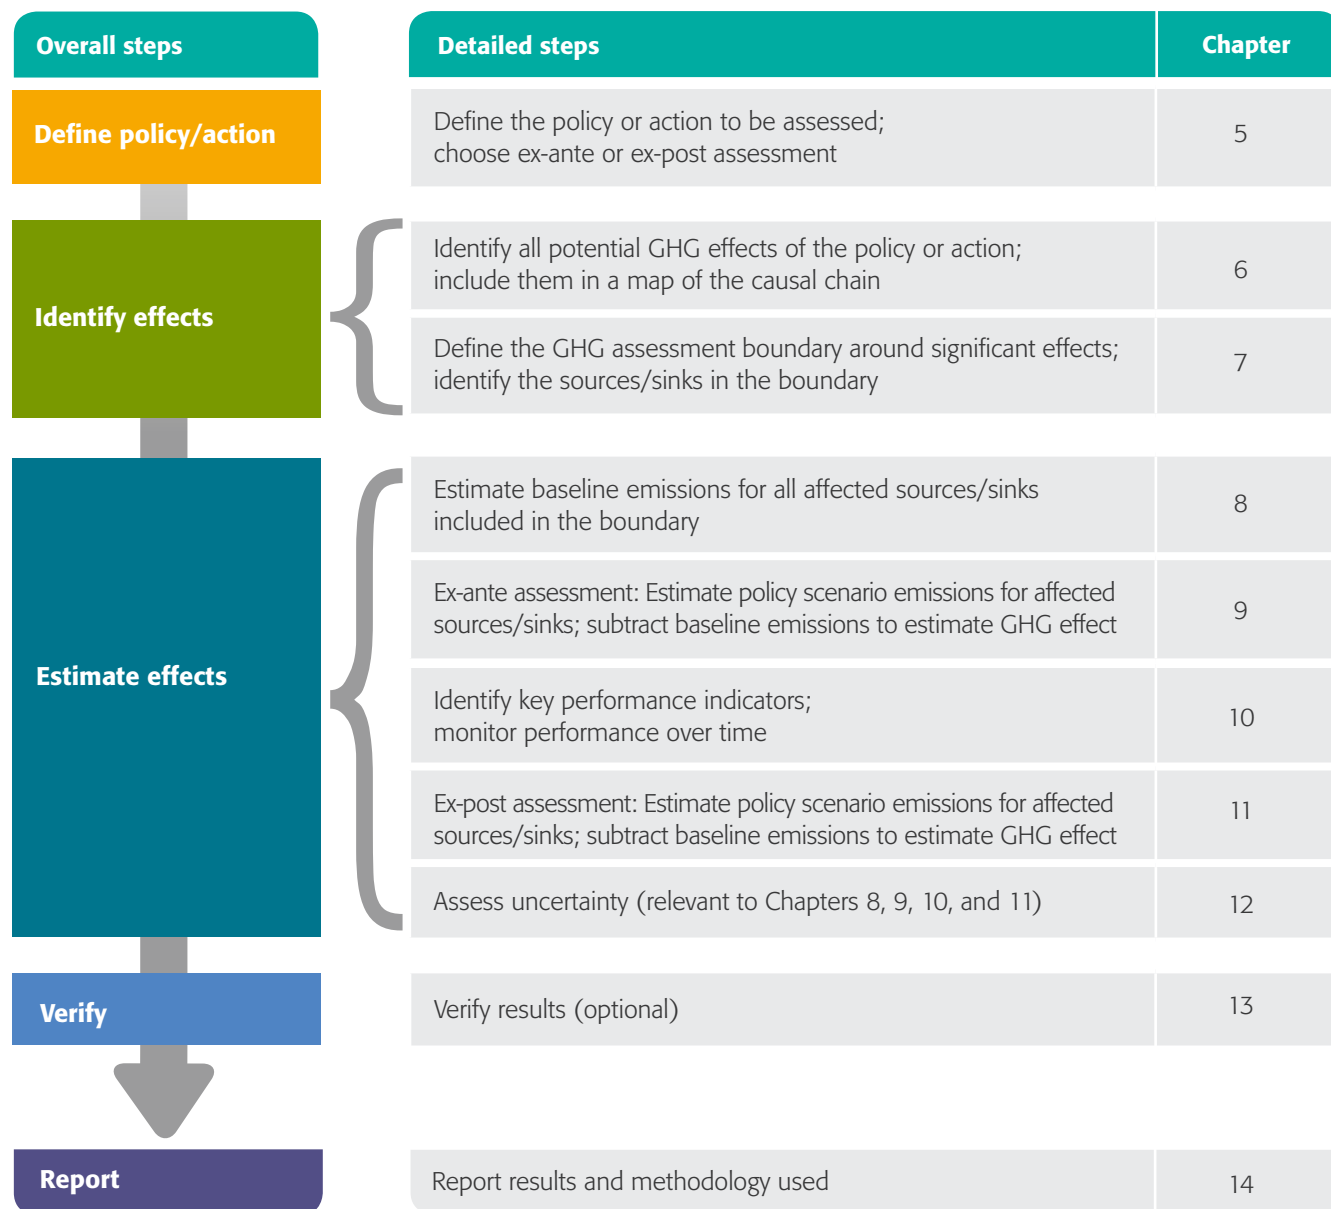 Overall steps
Detailed steps
Chapter
Define policy/action
Define the policy or action to be assessed;
choose ex-ante or ex-post assessment
5
Identify effects
Identify all potential GHG effects of the policy or action;
include them in a map of the causal chain
6
Define the GHG assessment boundary around significant effects;
identify the sources/sinks in the boundary
7
Estimate effects
Estimate baseline emissions for all affected sources/sinks
included in the boundary
8
Ex-ante assessment: Estimate policy scenario emissions for affected
sources/sinks; subtract baseline emissions to estimate GHG effect
9
Identify key performance indicators;
monitor performance over time
10
Ex-post assessment: Estimate policy scenario emissions for affected
sources/sinks; subtract baseline emissions to estimate GHG effect
11
Assess uncertainty (relevant to Chapters 8, 9, 10, and 11)
12
Verify
Verify results (optional)
13
Report
Report results and methodology used
14